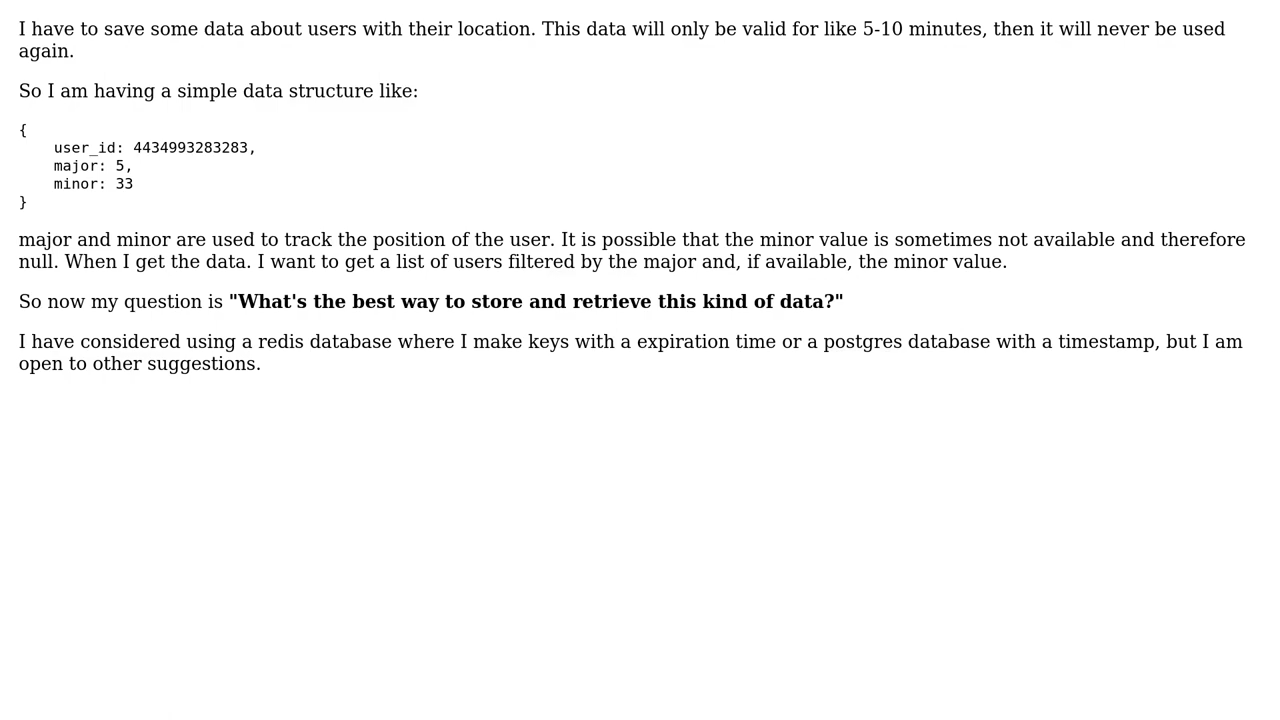 I have to save some data about users with their location. This data will only be valid for like 5-10 minutes, then it will never be used
again.
So I am having a simple data structure like:
{
    user_id: 4434993283283,
    major: 5,
    minor: 33
}
major and minor are used to track the position of the user. It is possible that the minor value is sometimes not available and therefore
null. When I get the data. I want to get a list of users filtered by the major and, if available, the minor value.
So now my question is "What's the best way to store and retrieve this kind of data?"
I have considered using a redis database where I make keys with a expiration time or a postgres database with a timestamp, but I am
open to other suggestions.